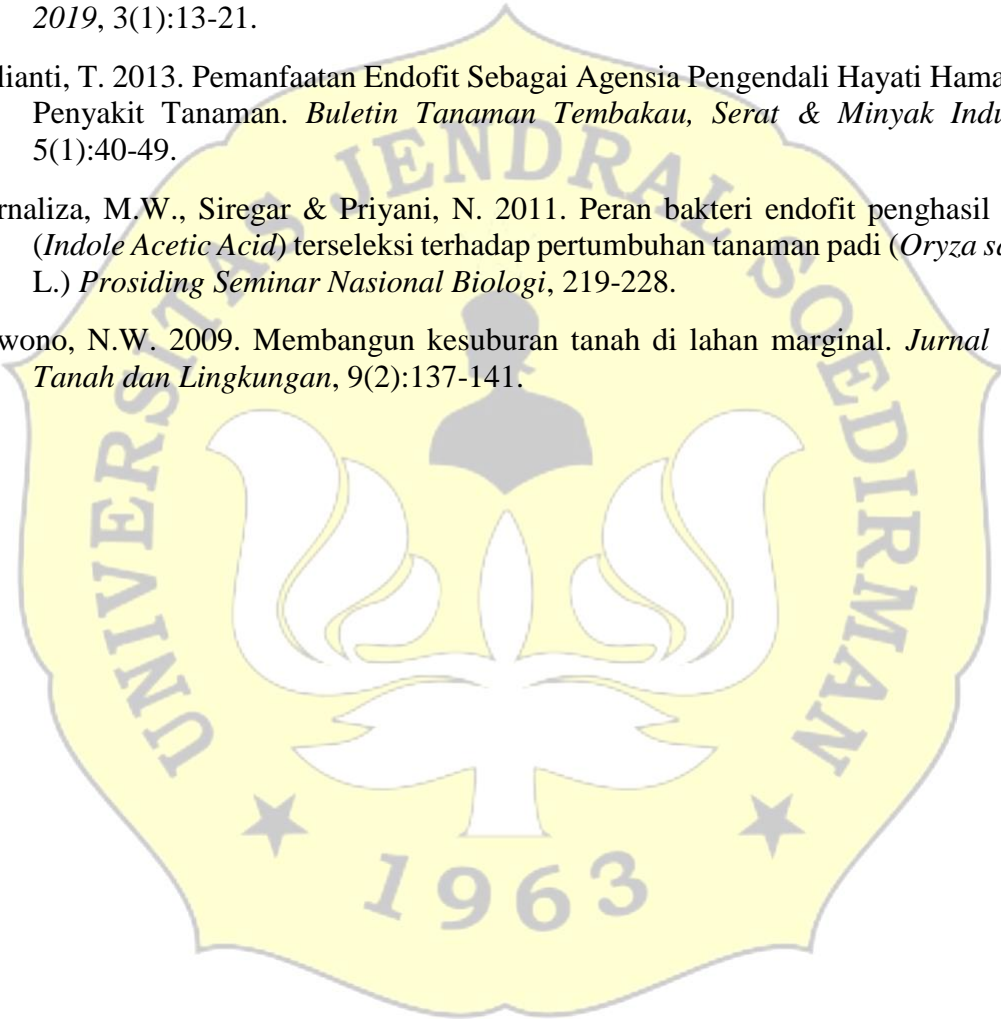 2019, 3(1):13-21.
lianti, T. 2013. Pemanfaatan Endofit Sebagai Agensia Pengendali Hayati Hama
Penyakit Tanaman. Buletin Tanaman Tembakau, Serat & Minyak Indu
5(1):40-49.
rnaliza, M.W., Siregar & Priyani, N. 2011. Peran bakteri endofit penghasil
(Indole Acetic Acid) terseleksi terhadap pertumbuhan tanaman padi (Oryza sa
L.) Prosiding Seminar Nasional Biologi, 219-228.
wono, N.W. 2009. Membangun kesuburan tanah di lahan marginal. Jurnal
Tanah dan Lingkungan, 9(2):137-141.
UNIVERSITAS JENDRAL SOEDIRMAN
1963